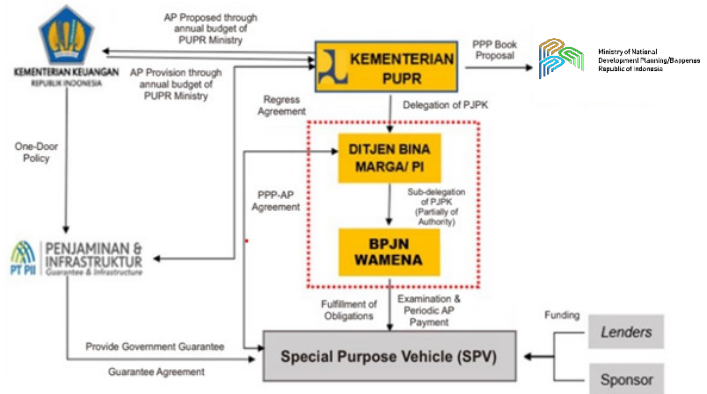 AP Proposed through
annual budget of
PUPR Ministry
KEMENTERIAN KEUANGAN
REPUBLIK INDONESIA
AP Provision through
annual budget of
PUPR Ministry
KEMENTERIAN
PUPR
PPP Book
Proposal
Ministry of National
Development Planning/Bappenas
Republic of Indonesia
Regress
Agreement
Delegation of PJPK
One-Door
Policy
DITJEN BINA
MARGA/ PI
PPP-AP
Agreement
Sub-delegation
of PJPK
(Partially of
Authority)
PT PII
PENJAMINAN &
INFRASTRUKTUR
Guarantee & Infrastructure
BPJN
WAMENA
Fulfillment of
Obligations
Examination &
Periodic AP
Payment
Provide Government Guarantee
Guarantee Agreement
Special Purpose Vehicle (SPV)
Funding
Lenders
Sponsor